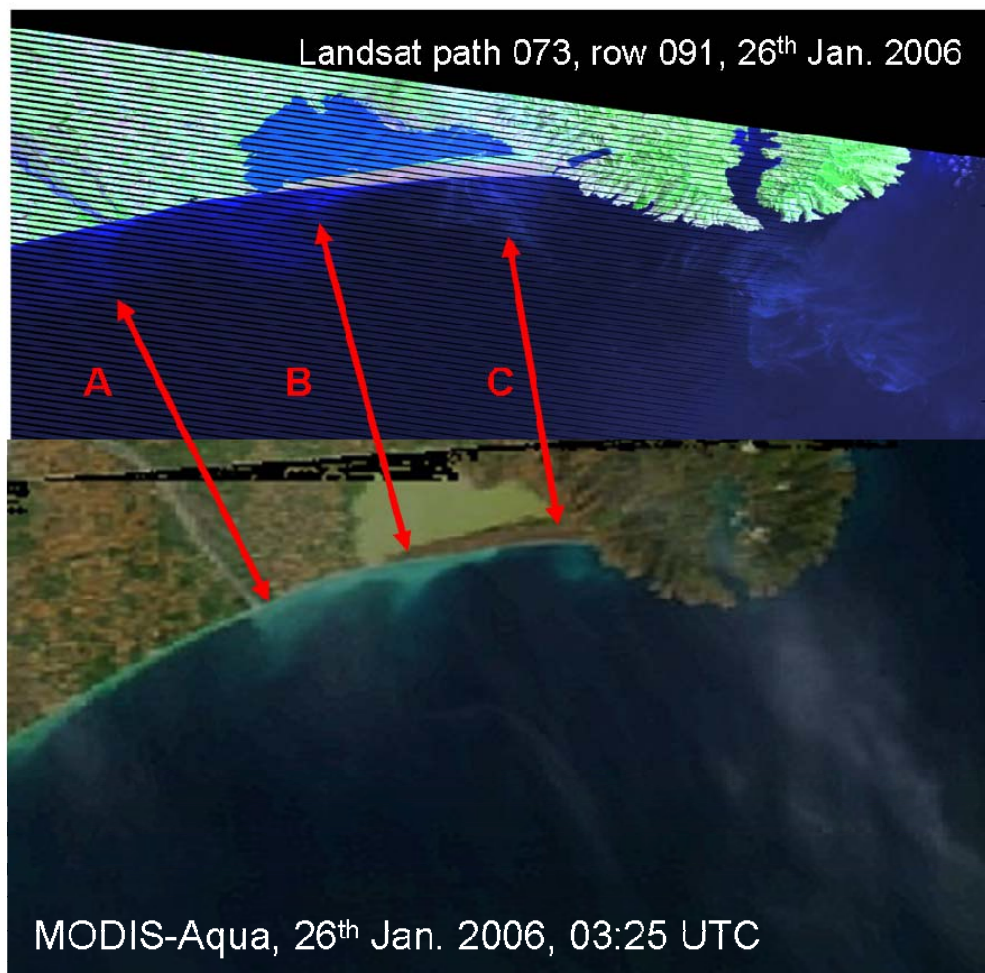 Landsat path 073, row 091, 26th Jan. 2006
A
B
C
MODIS-Aqua, 26th Jan. 2006, 03:25 UTC